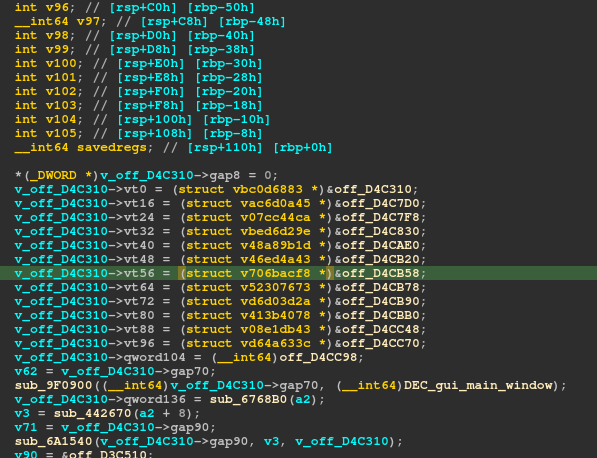 int v96; // [rsp+C0h] [rbp-50h]
__int64 v97; // [rsp+C8h] [rbp-48h]
int v98; // [rsp+D0h] [rbp-40h]
int v99; // [rsp+D8h] [rbp-38h]
int v100; // [rsp+E0h] [rbp-30h]
int v101; // [rsp+E8h] [rbp-28h]
int v102; // [rsp+F0h] [rbp-20h]
int v103; // [rsp+F8h] [rbp-18h]
int v104; // [rsp+100h] [rbp-10h]
int v105; // [rsp+108h] [rbp-8h]
__int64 savedregs; // [rsp+110h] [rbp+0h]
*(_DWORD *)v_off_D4C310->gap8 = 0;
v_off_D4C310->vt0 = (struct vbc0d6883 *)&off_D4C310;
v_off_D4C310->vt16 = (struct vac6d0a45 *)&off_D4C7D0;
v_off_D4C310->vt24 = (struct v07cc44ca *)&off_D4C7F8;
v_off_D4C310->vt32 = (struct vbed6d29e *)&off_D4C830;
v_off_D4C310->vt40 = (struct v48a89b1d *)&off_D4CAE0;
v_off_D4C310->vt48 = (struct v46ed4a43 *)&off_D4CB20;
v_off_D4C310->vt56 = (struct v706bacf8 *)&off_D4CB58;
v_off_D4C310->vt64 = (struct v52307673 *)&off_D4CB78;
v_off_D4C310->vt72 = (struct vd6d03d2a *)&off_D4CB90;
v_off_D4C310->vt80 = (struct v413b4078 *)&off_D4CBB0;
v_off_D4C310->vt88 = (struct v08e1db43 *)&off_D4CC48;
v_off_D4C310->vt96 = (struct vd64a633c *)&off_D4CC70;
v_off_D4C310->qword104 = (__int64)off_D4CC98;
v62 = v_off_D4C310->gap70;
sub_9F0900((__int64)v_off_D4C310->gap70, (__int64)DEC_gui_main_window);
v_off_D4C310->qword136 = sub_6768B0(a2);
v3 = sub_442670(a2 + 8);
v71 = v_off_D4C310->gap90;
sub_6A1540(v_off_D4C310->gap90, v3, v_off_D4C310);
v90 = &off_D3C510;